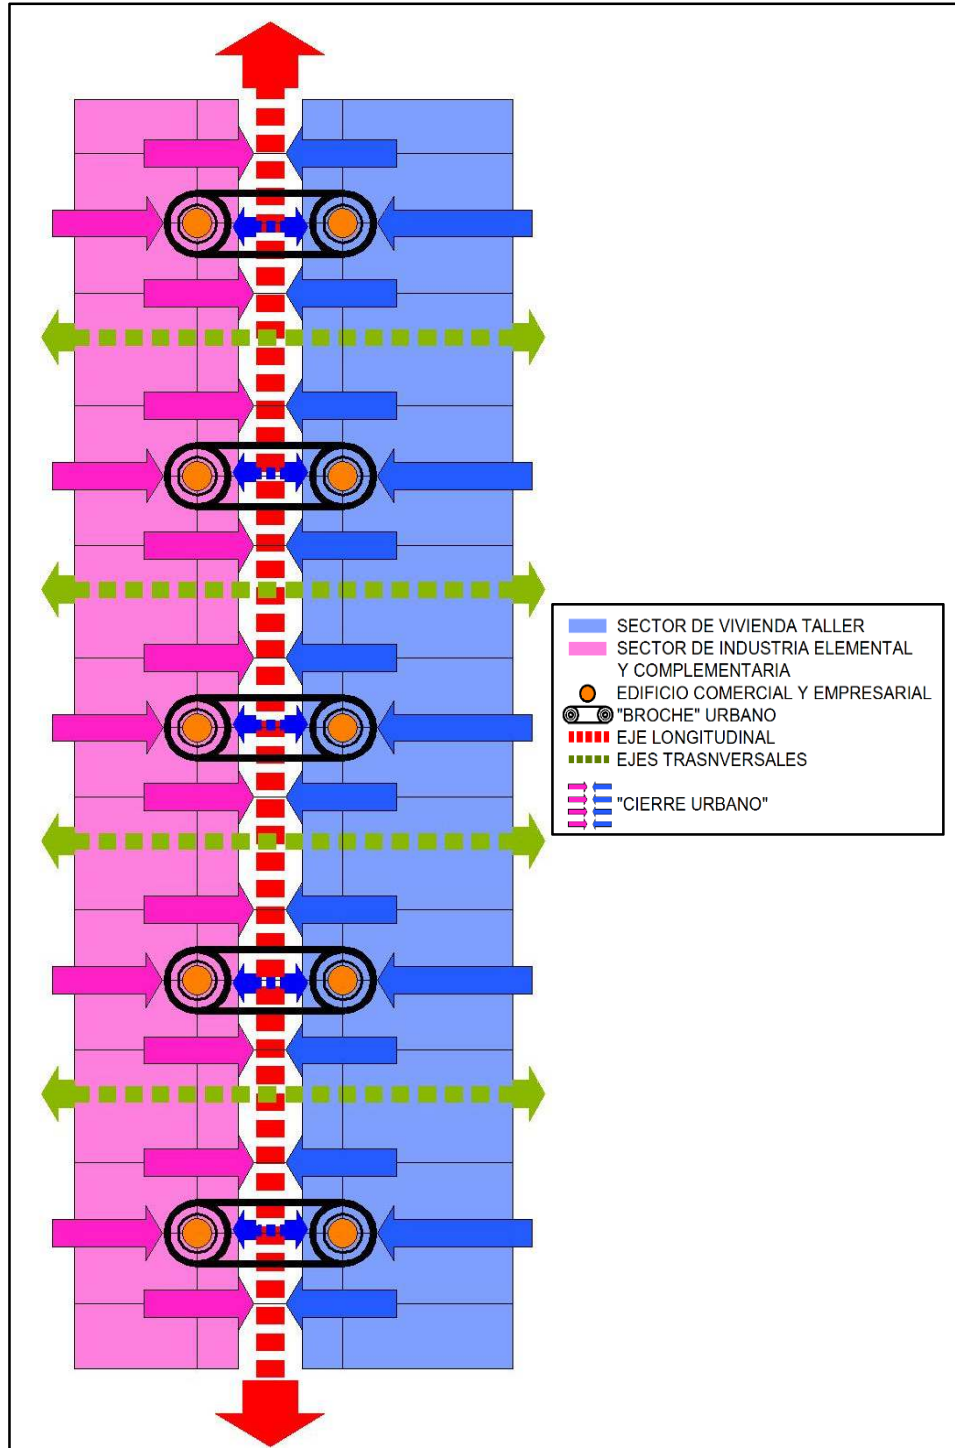 SECTOR DE VIVIENDA TALLER
SECTOR DE INDUSTRIA ELEMENTAL
Y COMPLEMENTARIA
EDIFICIO COMERCIAL Y EMPRESARIAL
"BROCHE" URBANO
EJE LONGITUDINAL
EJES TRASNVERSALES
"CIERRE URBANO"